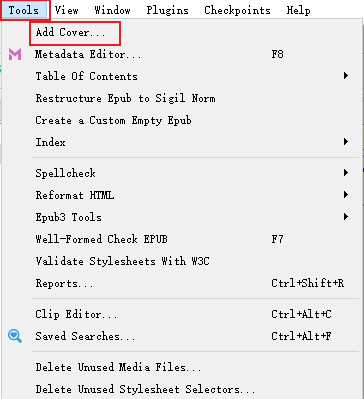 Tools View Window Plugins Checkpoints Help
Add Cover...
Metadata Editor... F8
Table Of Contents
Restructure Epub to Sigil Norm
Create a Custom Empty Epub
Index
Spellcheck
Reformat HTML
Epub3 Tools
Well-Formed Check EPUB F7
Validate Stylesheets With W3C
Reports... Ctrl+Shift+R
Clip Editor... Ctrl+Alt+C
Saved Searches... Ctrl+Alt+F
Delete Unused Media Files...
Delete Unused Stylesheet Selectors...